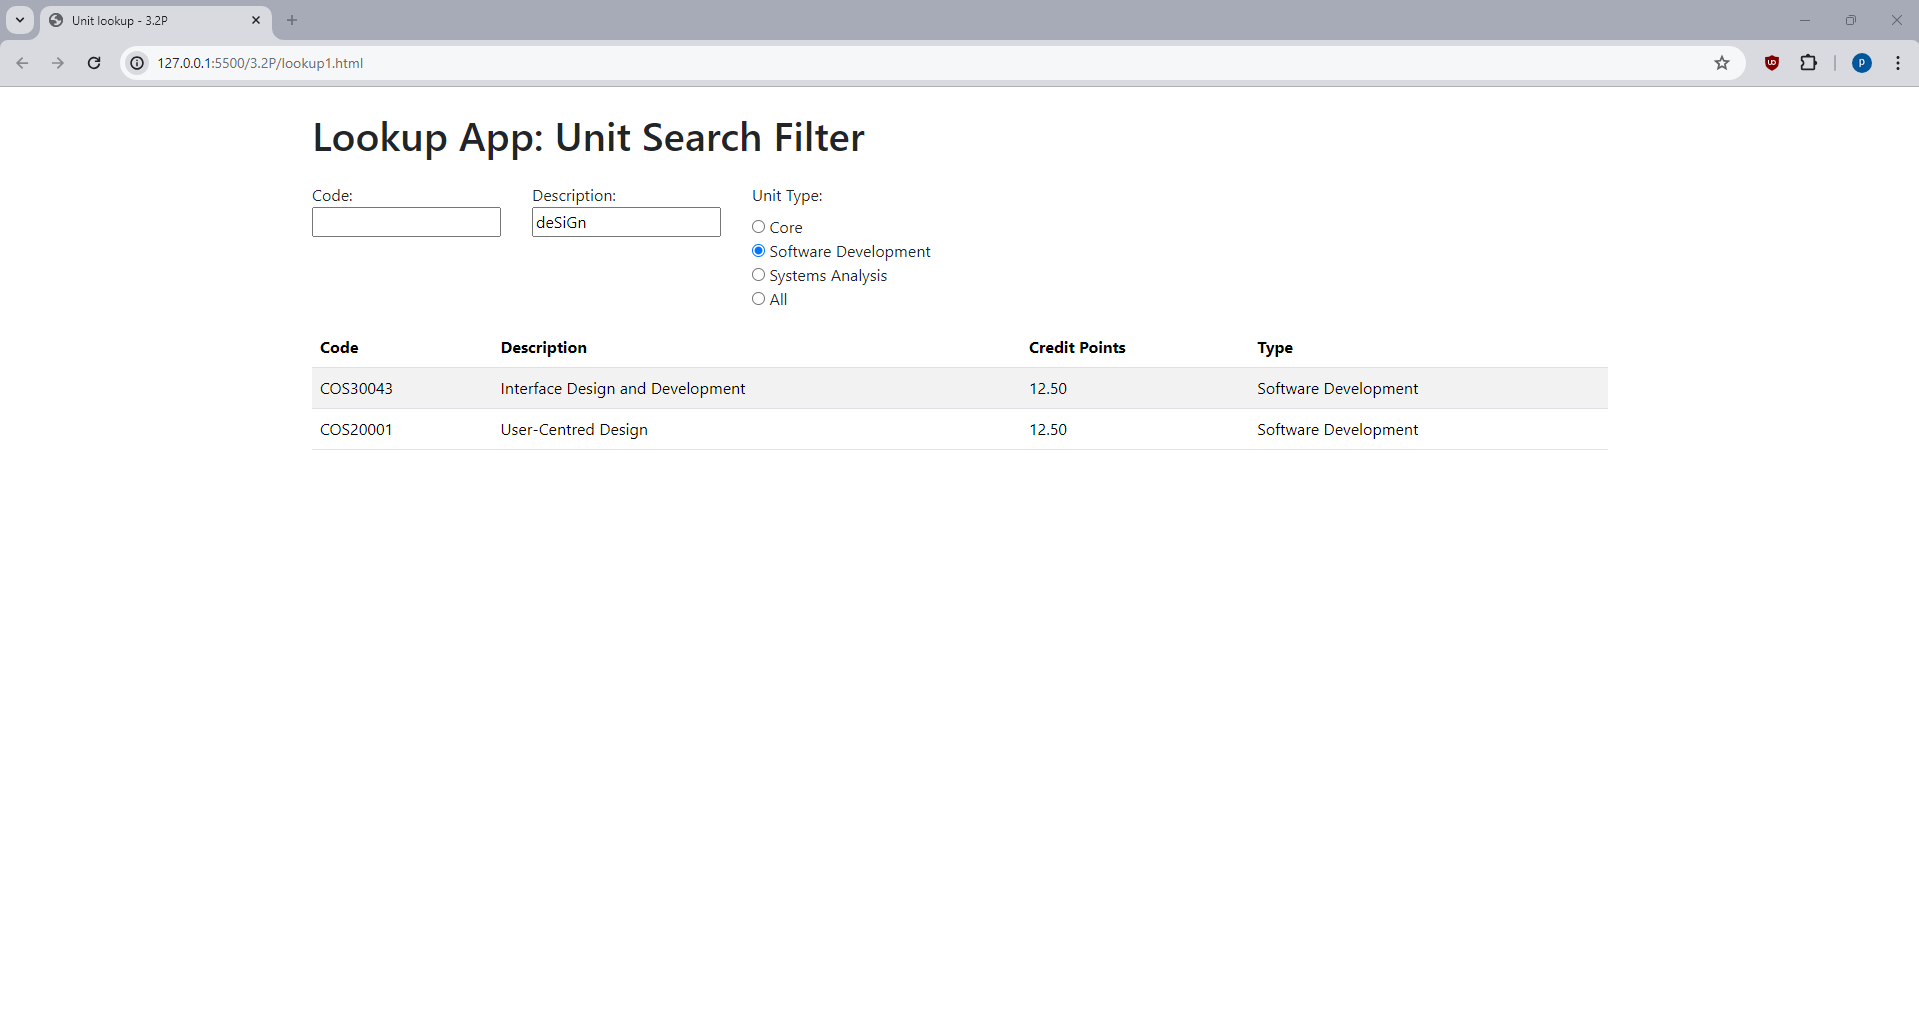 Unit lookup - 3.2P
127.0.0.1:5500/3.2P/lookup1.html
Lookup App: Unit Search Filter
Code: Description: Unit Type:
deSiGn
Core
Software Development
Systems Analysis
All
Code Description Credit Points Type
COS30043 Interface Design and Development 12.50 Software Development
COS20001 User-Centred Design 12.50 Software Development